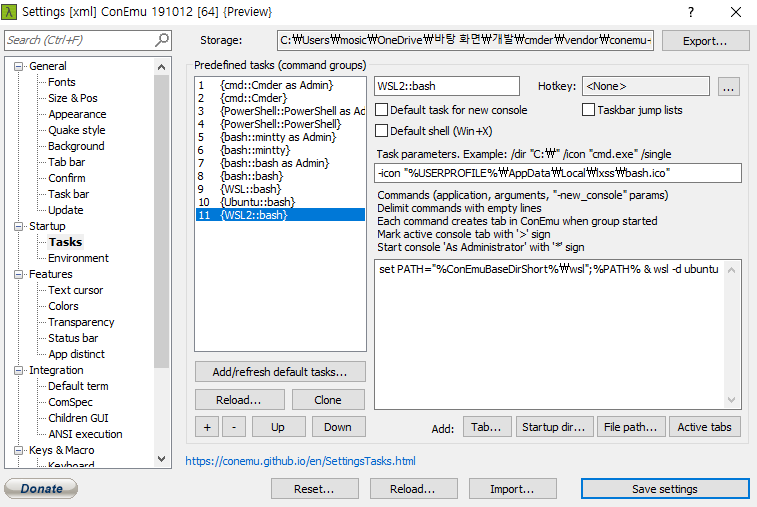 Settings [xml] ConEmu 191012 [64] {Preview}
Search (Ctrl+F)
Storage:
C:₩Users₩mosic₩OneDrive₩바탕 화면₩개발₩cmder₩vendor₩conemu-
Export...
General
Fonts
Size & Pos
Appearance
Quake style
Background
Tab bar
Confirm
Task bar
Update
Startup
Tasks
Environment
Features
Text cursor
Colors
Transparency
Status bar
App distinct
Integration
Default term
ComSpec
Children GUI
ANSI execution
Keys & Macro
Keyboard
Predefined tasks (command groups)
1 {cmd::Cmder as Admin}
2 {cmd::Cmder}
3 {PowerShell::PowerShell as Ad
4 {PowerShell::PowerShell}
5 {bash::mintty as Admin}
6 {bash::mintty}
7 {bash::bash as Admin}
8 {bash::bash}
9 {WSL::bash}
10 {Ubuntu::bash}
11 {WSL2::bash}
Add/refresh default tasks...
Reload...
Clone
+
-
Up
Down
WSL2::bash
Hotkey:
<None>
...
Default task for new console
Taskbar jump lists
Default shell (Win+X)
Task parameters. Example: /dir "C:₩" /icon "cmd.exe" /single
-icon "%USERPROFILE%₩AppData₩Local₩lxss₩bash.ico"
Commands (application, arguments, "-new_console" params)
Delimit commands with empty lines
Each command creates tab in ConEmu when group started
Mark active console tab with '>' sign
Start console 'As Administrator' with '*' sign
set PATH="%ConEmuBaseDirShort%₩wsl";%PATH% & wsl -d ubuntu
Add:
Tab...
Startup dir...
File path...
Active tabs
https://conemu.github.io/en/SettingsTasks.html
Donate
Reset...
Reload...
Import...
Save settings